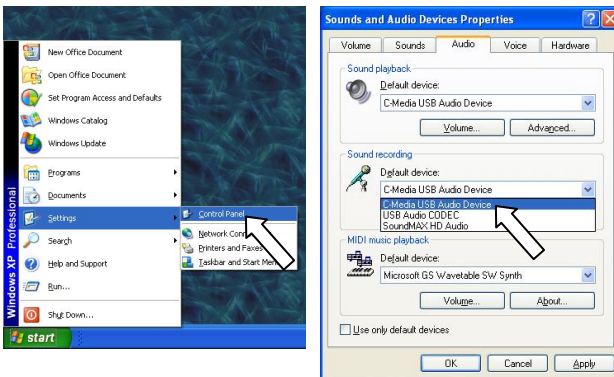 New Office Document
Open Office Document
Set Program Access and Defaults
Windows Catalog
Windows Update
Programs
Documents
Settings
Search
Help and Support
Run...
Shut Down...
Windows XP Professional
start
Control Panel
Network Conn
Printers and Faxes
Taskbar and Start Men
Sounds and Audio Devices Properties
Volume Sounds Audio Voice Hardware
Sound playback
Default device:
C-Media USB Audio Device
Volume... Advanced...
Sound recording
Default device:
C-Media USB Audio Device
C-Media USB Audio Device
USB Audio CODEC
SoundMAX HD Audio
MIDI music playback
Default device:
Microsoft GS Wavetable SW Synth
Volume... About...
Use only default devices
OK Cancel Apply